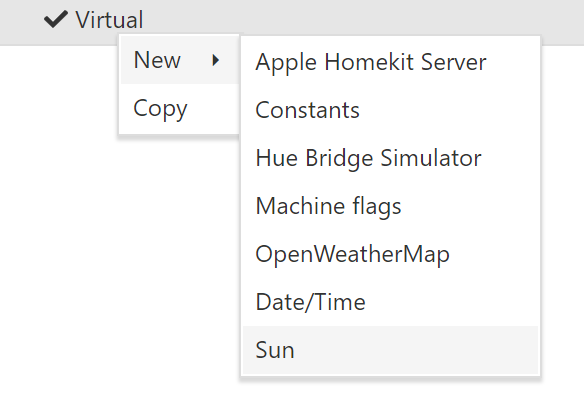 Virtual
New
Copy
Apple Homekit Server
Constants
Hue Bridge Simulator
Machine flags
OpenWeatherMap
Date/Time
Sun